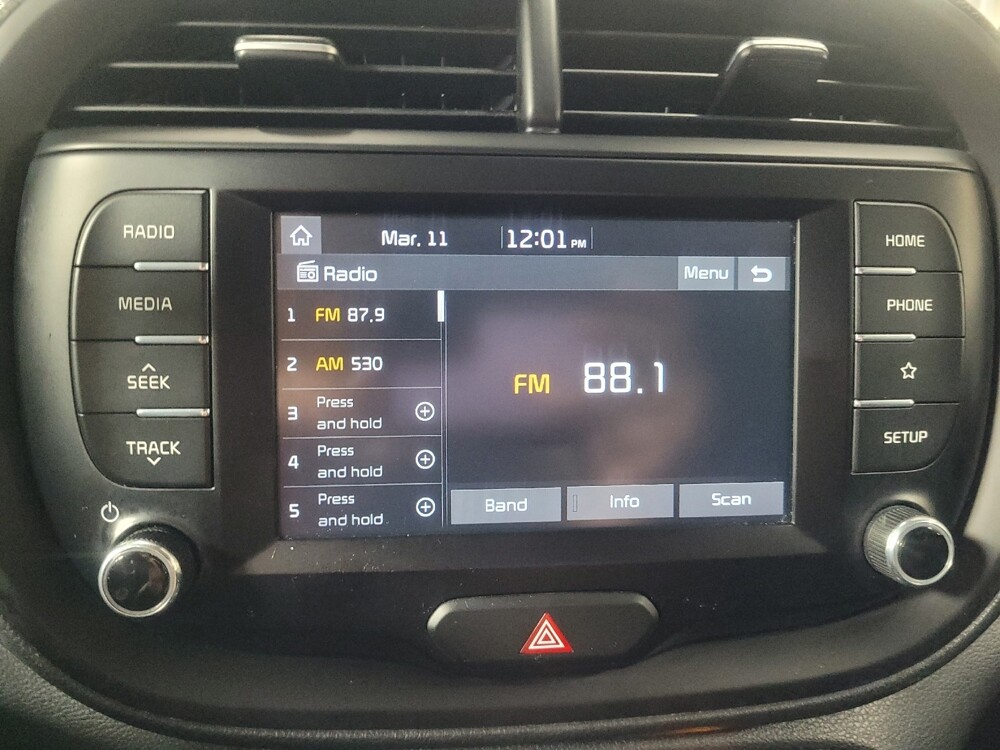 RADIO
MEDIA
SEEK
TRACK
Mar. 11 12:01 PM
Radio
Menu
1 FM 87.9
2 AM 530
3 Press
and hold
4 Press
and hold
5 Press
and hold
FM 88.1
Band
Info
Scan
HOME
PHONE
SETUP